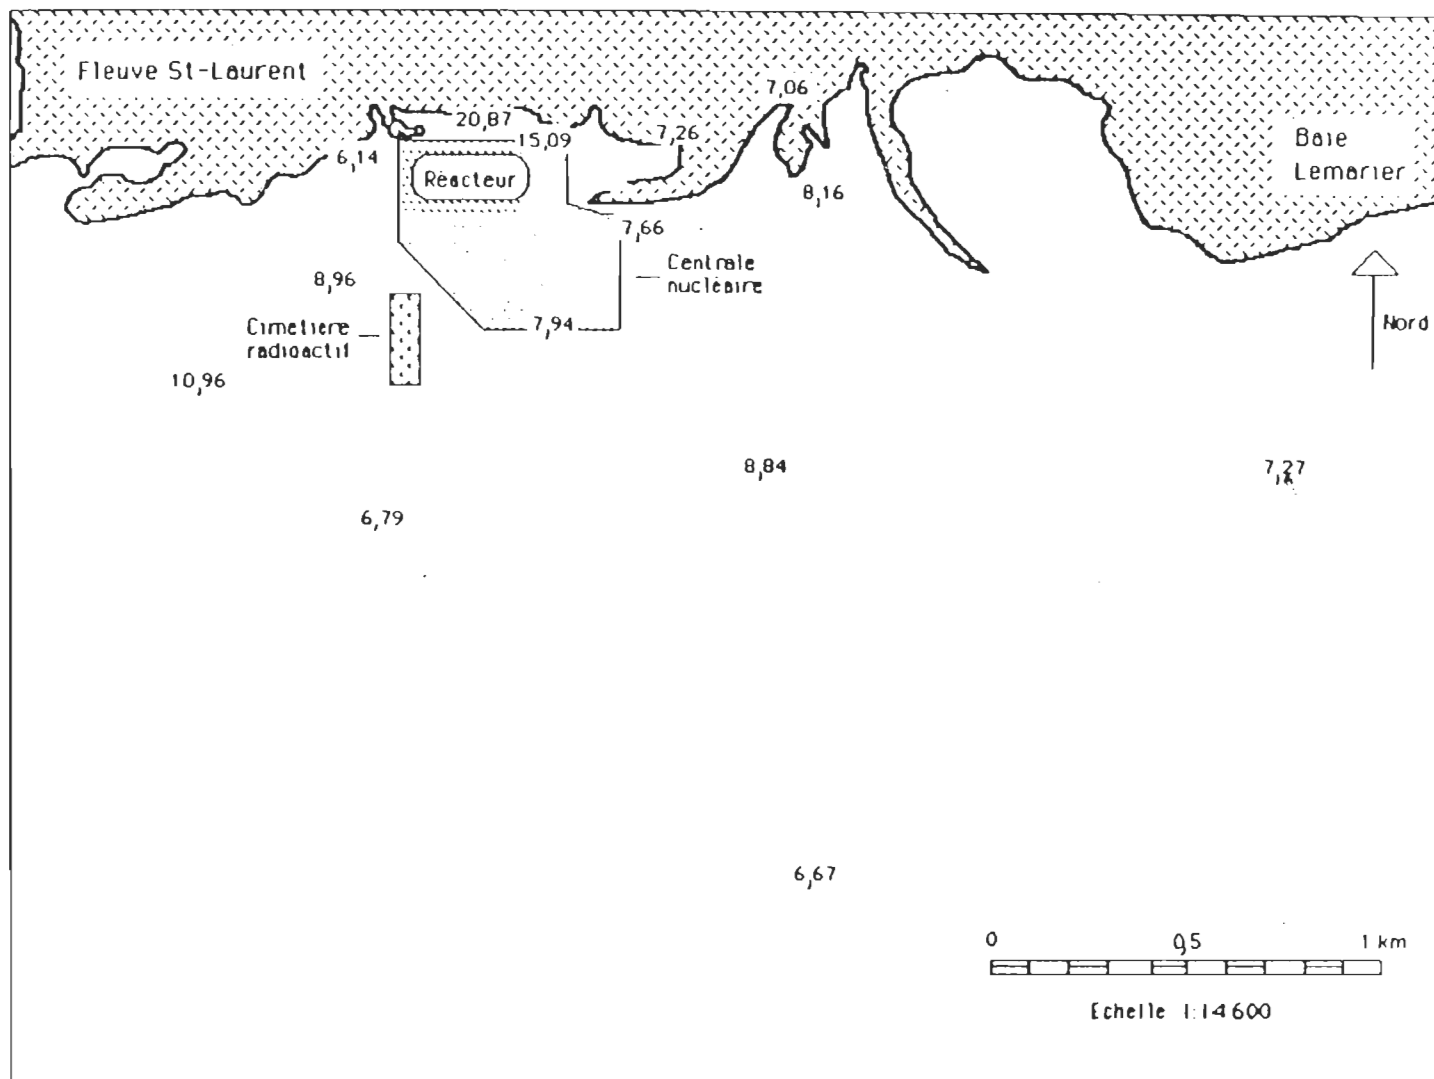 Fleuve St-Laurent
7,06
20,87
15,09
7,26
Baie
Lemarier
6,14
Réacteur
8,16
7,66
Centrale
nucléaire
8,96
Cimetière
radioactif
7,94
Nord
10,96
8,84
7,27
6,79
6,67
0 0,5 1 km
Echelle 1:14600